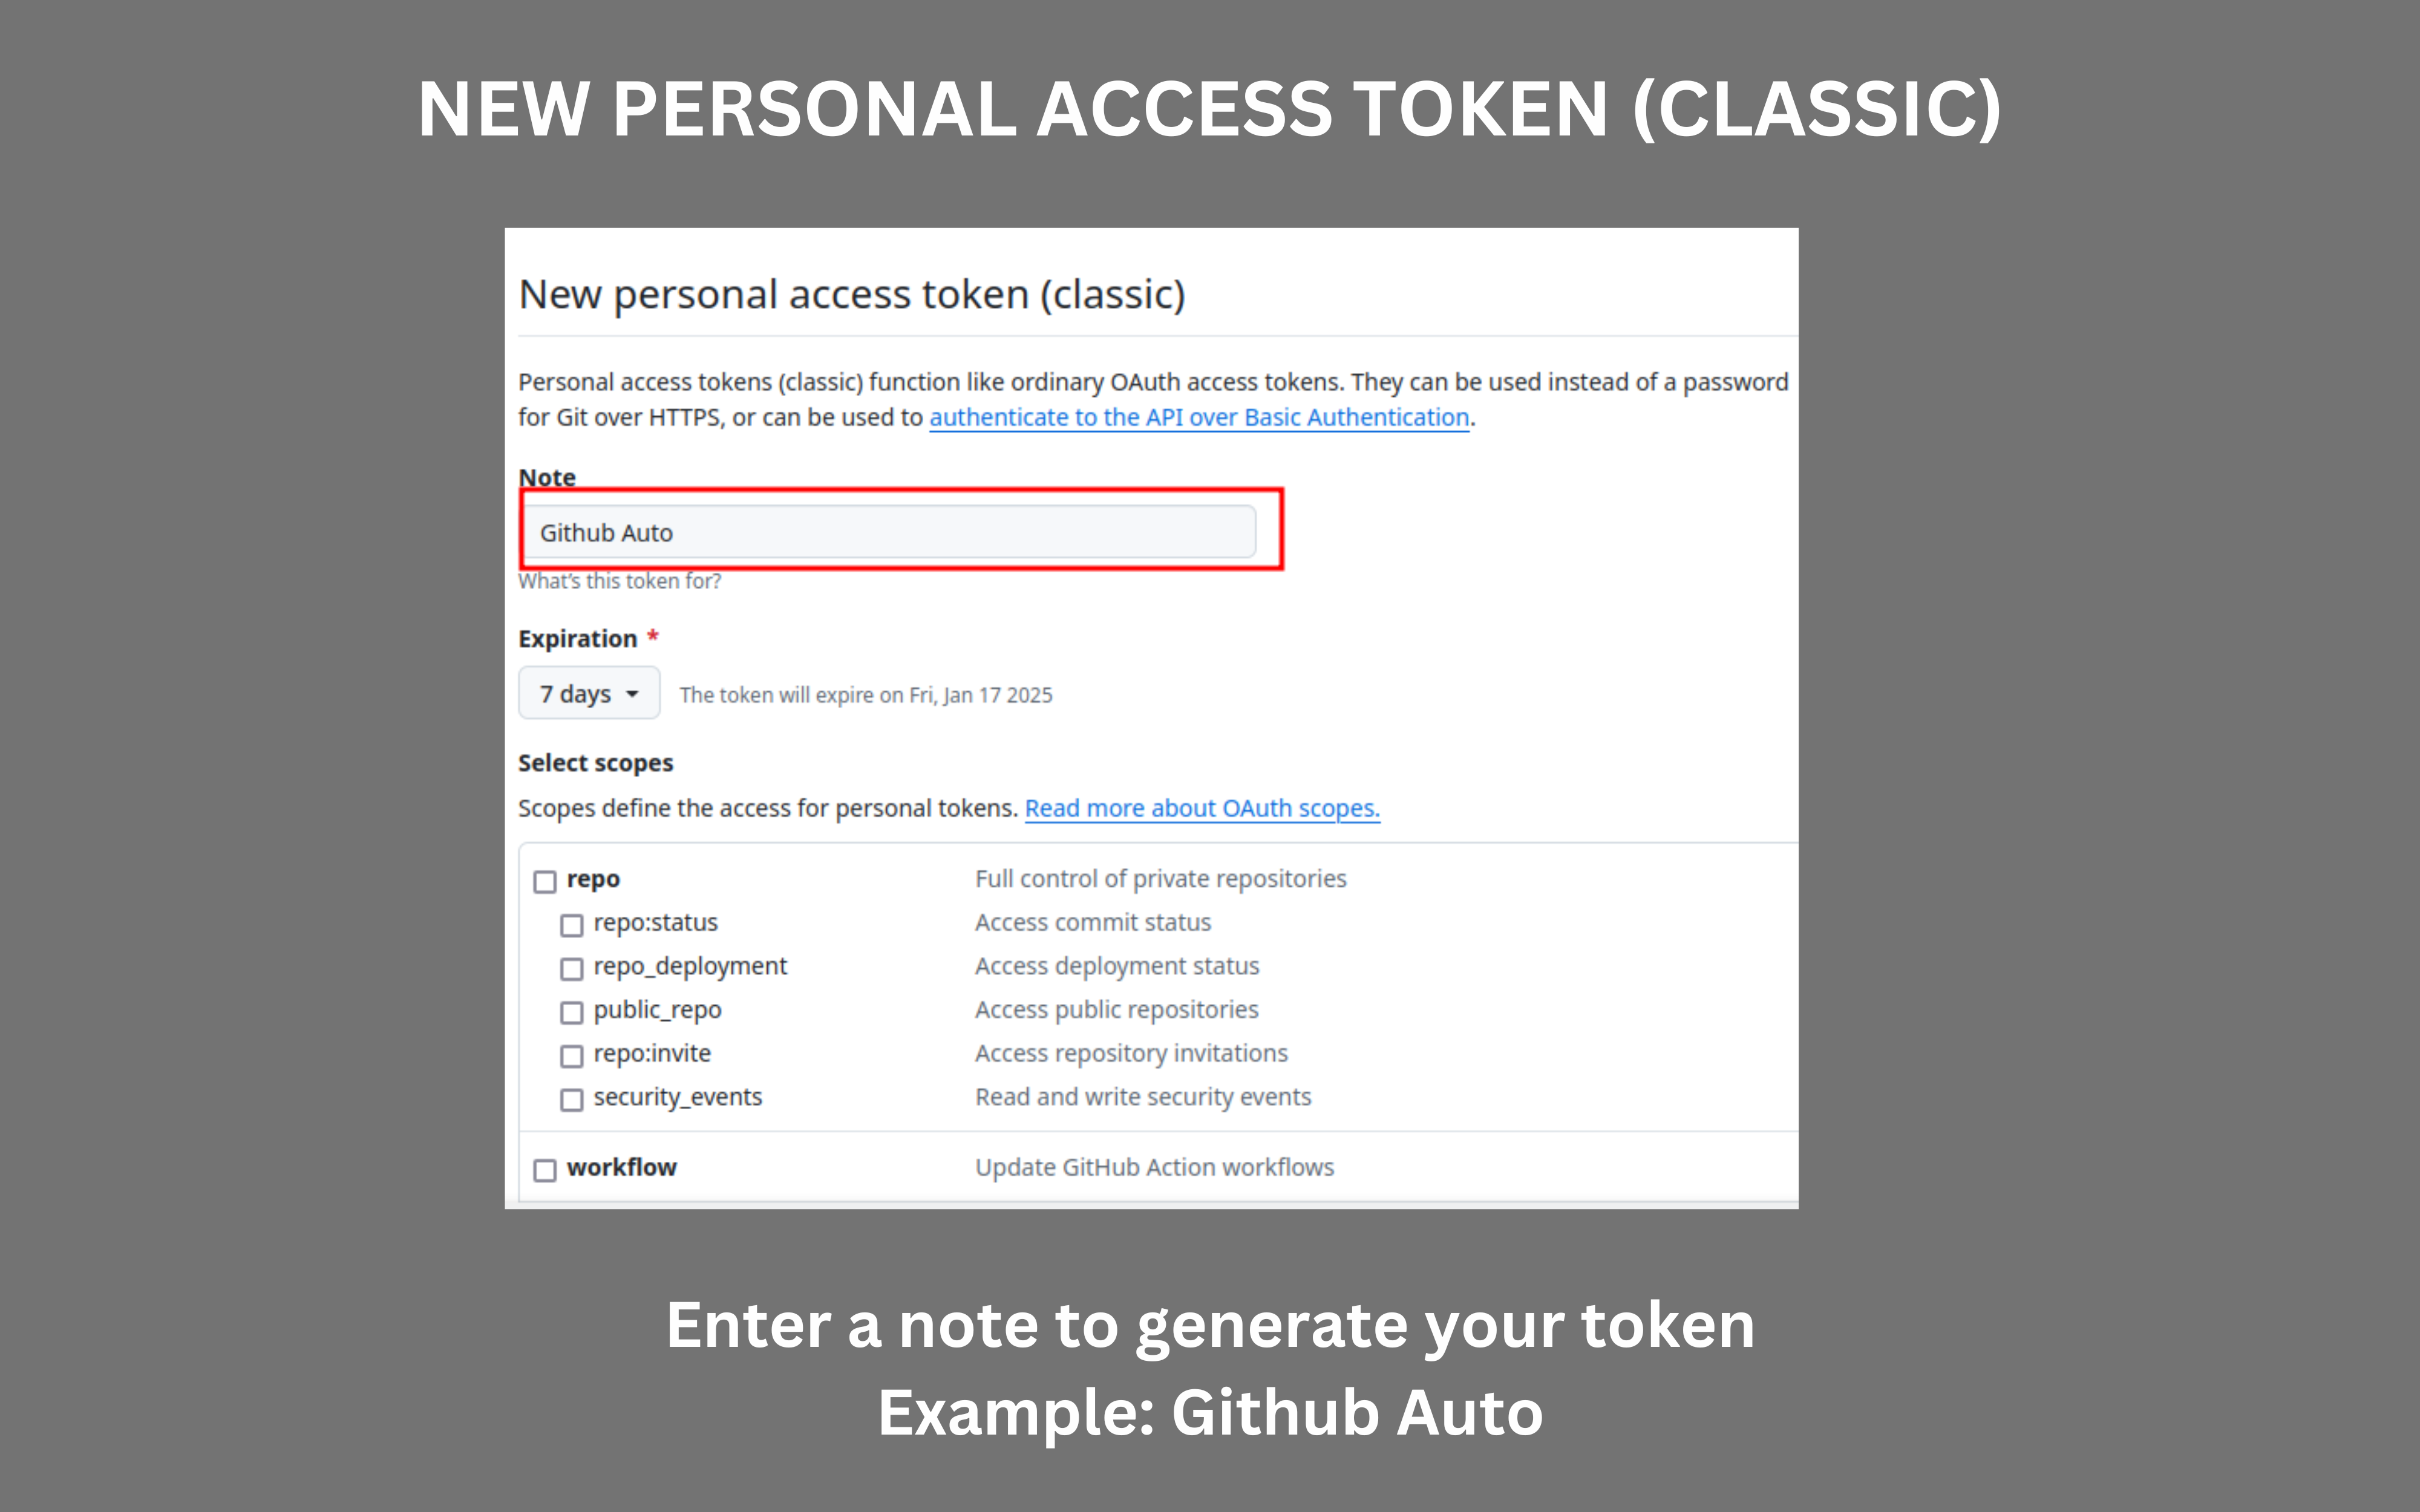 NEW PERSONAL ACCESS TOKEN (CLASSIC)
New personal access token (classic)
Personal access tokens (classic) function like ordinary OAuth access tokens. They can be used instead of a password
for Git over HTTPS, or can be used to authenticate to the API over Basic Authentication.
Note
Github Auto
What's this token for?
Expiration *
7 days The token will expire on Fri, Jan 17 2025
Select scopes
Scopes define the access for personal tokens. Read more about OAuth scopes.
repo Full control of private repositories
repo:status Access commit status
repo_deployment Access deployment status
public_repo Access public repositories
repo:invite Access repository invitations
security_events Read and write security events
workflow Update GitHub Action workflows
Enter a note to generate your token
Example: Github Auto